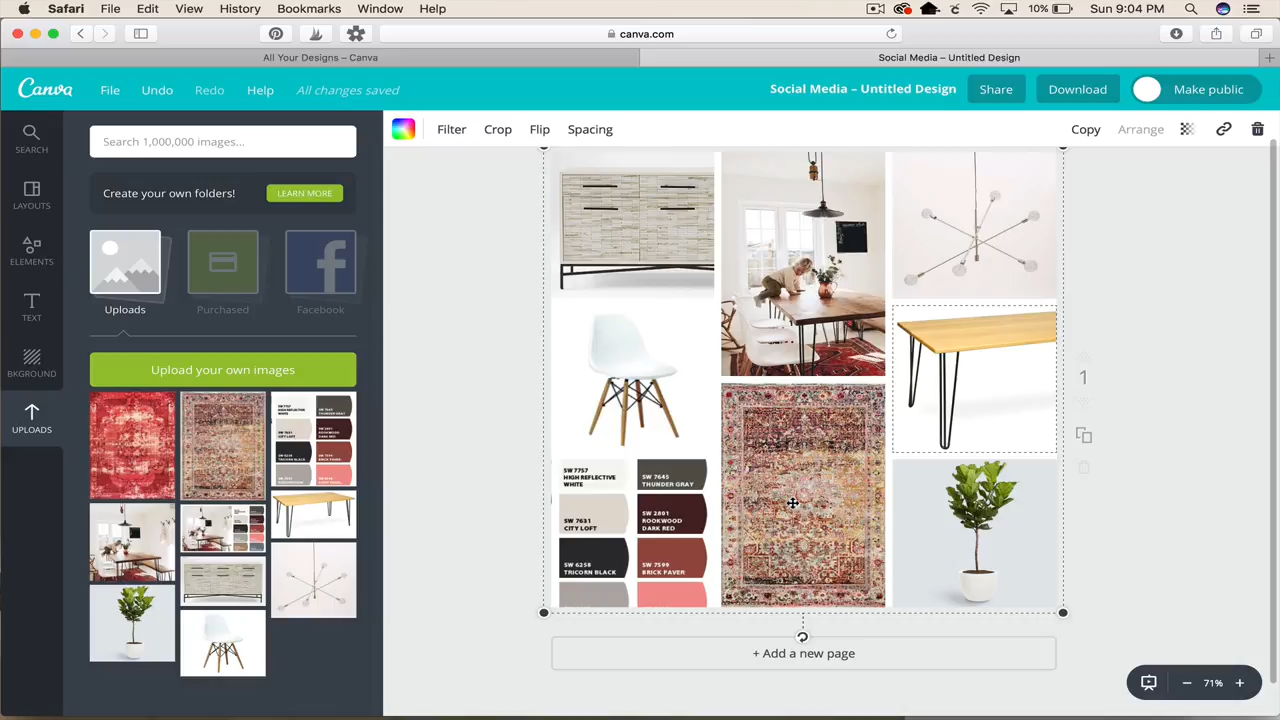 Safari File Edit View History Bookmarks Window Help 10% Sun 9:04 PM
canva.com
All Your Designs – Canva Social Media – Untitled Design
Canva File Undo Redo Help All changes saved Social Media – Untitled Design Share Download Make public
Filter Crop Flip Spacing Copy Arrange
SEARCH
LAYOUTS
ELEMENTS
TEXT
BKGROUND
UPLOADS
Search 1,000,000 images...
Create your own folders! LEARN MORE
Uploads Purchased Facebook
Upload your own images
SW 7757
HIGH REFLECTIVE
WHITE
SW 7645
THUNDER GRAY
SW 7631
CITY LOFT
SW 2801
ROOKWOOD
DARK RED
SW 6258
TRICORN BLACK
SW 7599
BRICK PAVER
1
+ Add a new page
71%